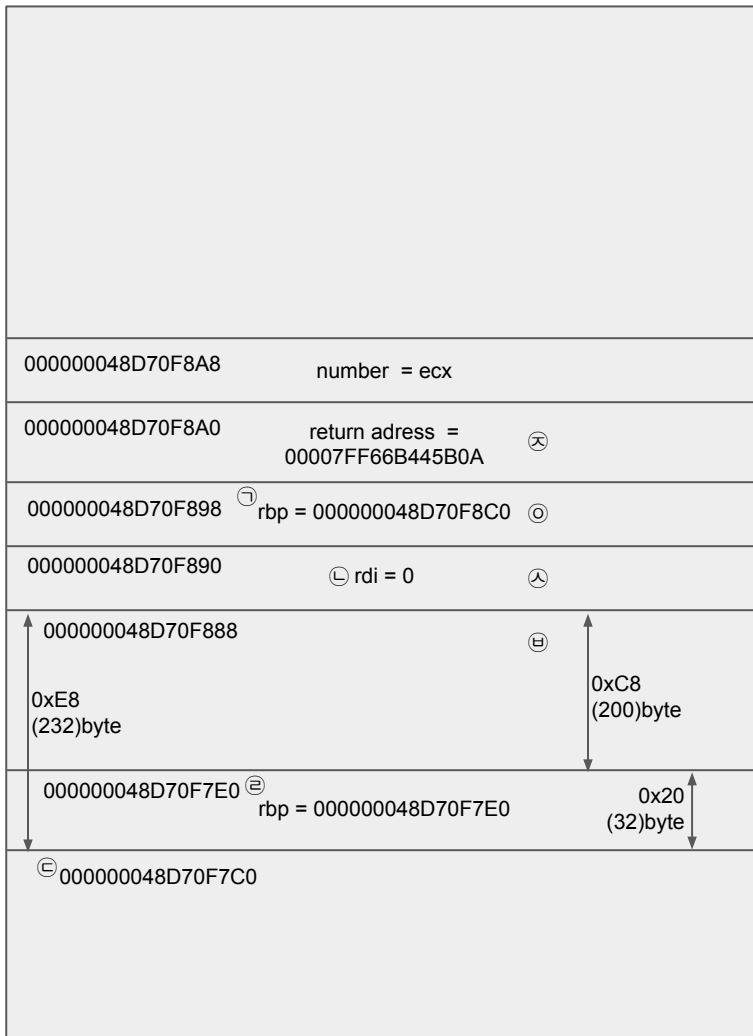 000000048D70F8A8 number = ecx
000000048D70F8A0 return adress =
00007FF66B445B0A ㉨
000000048D70F898 ㉠ rbp = 000000048D70F8C0 ㉧
000000048D70F890 ㉡ rdi = 0 ㉦
000000048D70F888 ㉥
0xE8
(232)byte
0xC8
(200)byte
000000048D70F7E0 ㉣
rbp = 000000048D70F7E0
0x20
(32)byte
㉢ 000000048D70F7C0